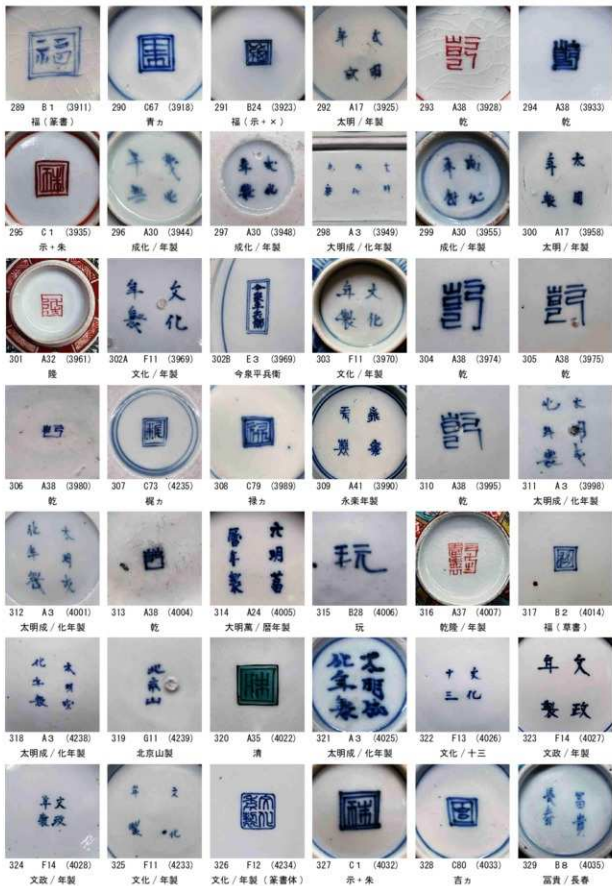 289 B1 (3911)
福(篆書)
290 C67 (3918)
青ヵ
291 B24 (3923)
福(示+×)
292 A17 (3925)
太明/年製
293 A38 (3928)
乾
294 A38 (3933)
乾
295 C1 (3935)
示+朱
296 A30 (3944)
成化/年製
297 A30 (3948)
成化/年製
298 A3 (3949)
大明成/化年製
299 A30 (3955)
成化/年製
300 A17 (3958)
太明/年製
301 A32 (3961)
隆
302A F11 (3969)
文化/年製
302B E3 (3969)
今泉平兵衛
303 F11 (3970)
文化/年製
304 A38 (3974)
乾
305 A38 (3975)
乾
306 A38 (3980)
乾
307 C73 (4235)
梶ヵ
308 C79 (3989)
禄ヵ
309 A41 (3990)
永楽年製
310 A38 (3995)
乾
311 A3 (3998)
太明成/化年製
312 A3 (4001)
太明成/化年製
313 A38 (4004)
乾
314 A24 (4005)
大明萬/暦年製
315 B28 (4006)
玩
316 A37 (4007)
乾隆/年製
317 B2 (4014)
福(草書)
318 A3 (4238)
太明成/化年製
319 G11 (4239)
北京山製
320 A35 (4022)
清
321 A3 (4025)
太明成/化年製
322 F13 (4026)
文化/十三
323 F14 (4027)
文政/年製
324 F14 (4028)
文政/年製
325 F11 (4233)
文化/年製
326 F12 (4234)
文化/年製(篆書体)
327 C1 (4032)
示+朱
328 C80 (4033)
吉ヵ
329 B8 (4035)
冨貴/長春